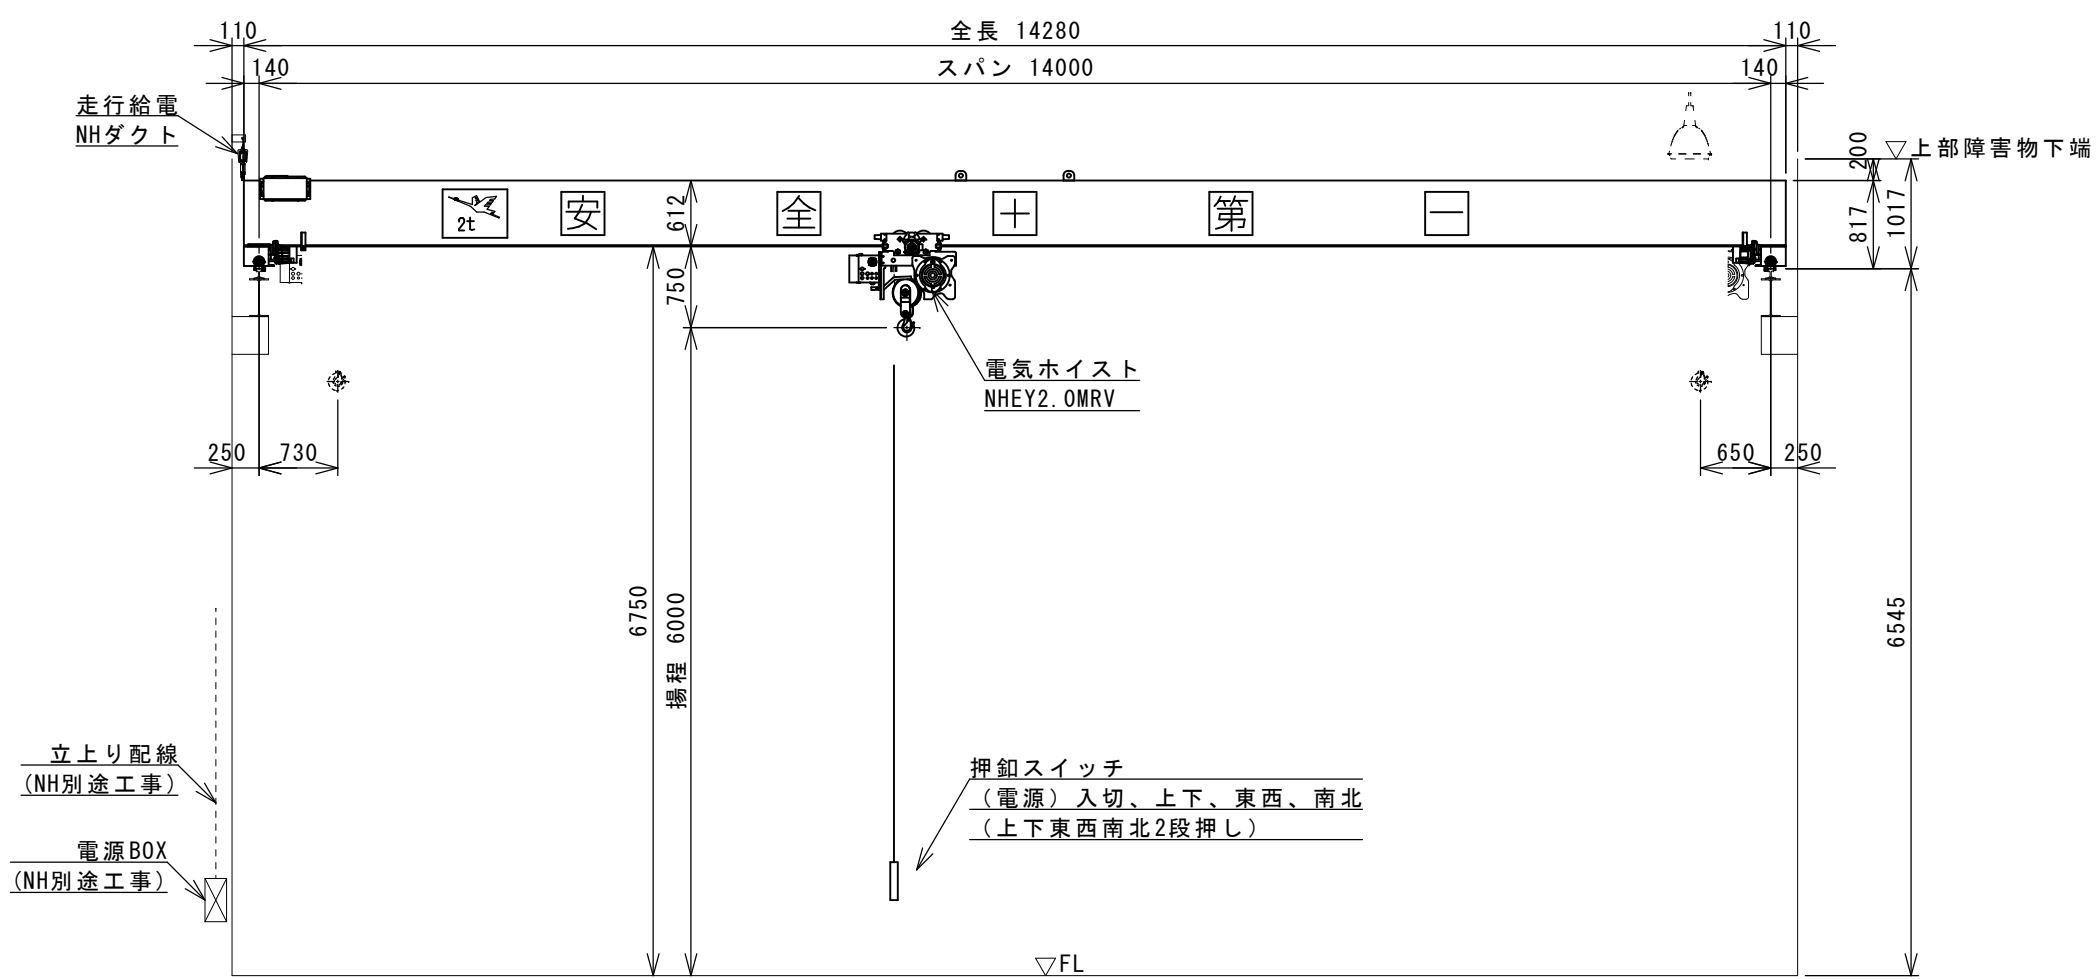 110
全長 14280
110
140
スパン 14000
140
走行給電
NHダクト
200
上部障害物下端
2t
安
全
十
第
一
612
817
1017
750
電気ホイスト
NHEY2.0MRV
250
730
650
250
6750
揚程 6000
6545
立上り配線
(NH別途工事)
押釦スイッチ
(電源)入切、上下、東西、南北
(上下東西南北2段押し)
電源BOX
(NH別途工事)
FL